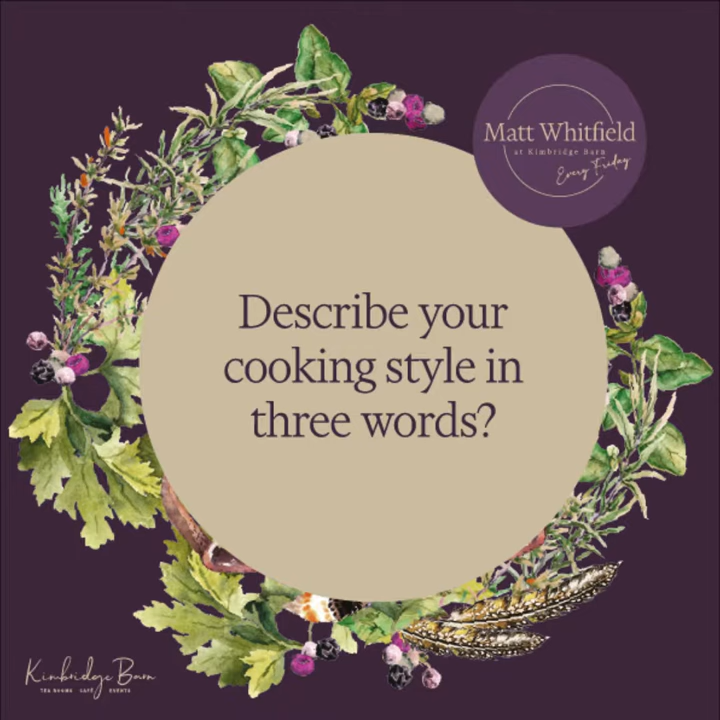 Matt Whitfield
at Kimbridge Barn
Every Friday
Describe your
cooking style in
three words?
Kimbridge Barn
TEA ROOMS CAFÉ EVENTS